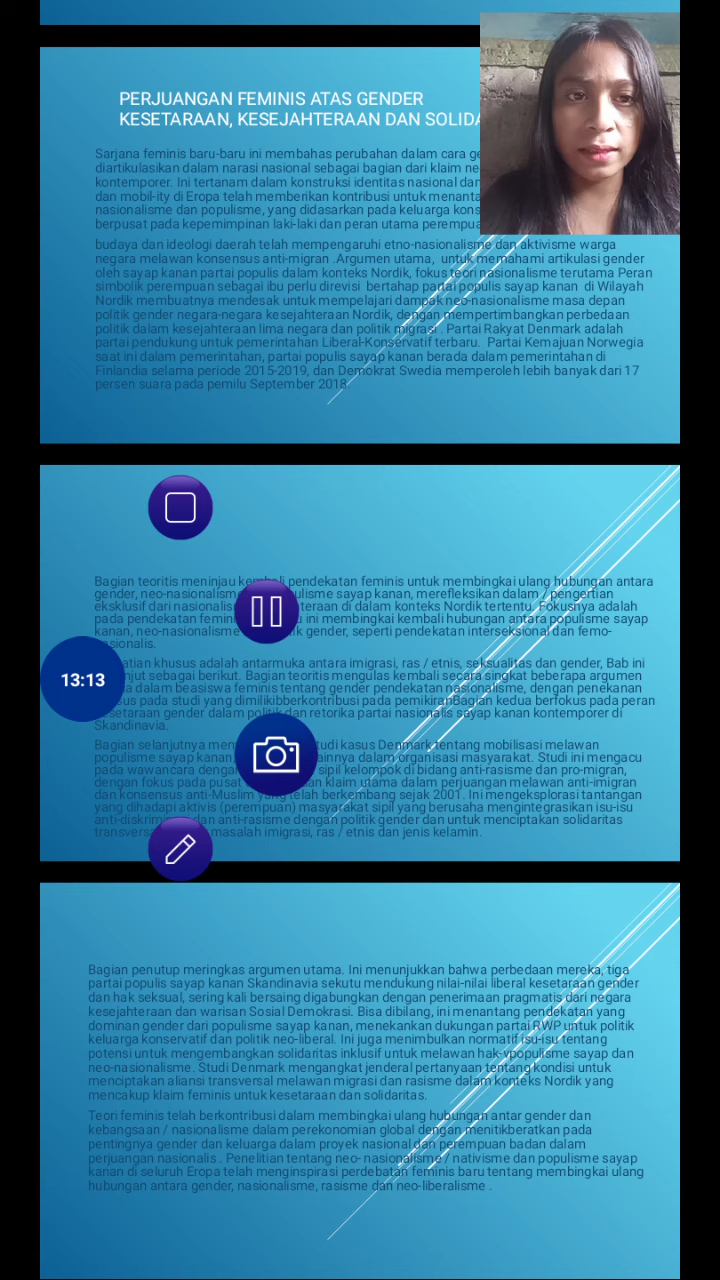 PERJUANGAN FEMINIS ATAS GENDER
KESETARAAN, KESEJAHTERAAN DAN
Sarjana feminis baru-baru ini membahas perubahan dalam cara
diartikulasikan dalam narasi nasional sebagai bagian dari klaim
kontemporer. Ini tertanam dalam konstruksi identitas nasional dan
dan mobil-ity di Eropa telah memberikan kontribusi untuk
nasionalisme dan populisme, yang didasarkan pada keluarga
berpusat pada kepemimpinan laki-laki dan peran utama
budaya dan ideologi daerah telah mempengaruhi etno-nasionalisme dan aktivisme warga
negara melawan konsensus anti-migran .Argumen utama, untuk memahami artikulasi gender
oleh sayap kanan partai populis dalam konteks Nordik, fokus teori nasionalisme terutama Peran
simbolik perempuan sebagai ibu perlu direvisi bertahap partai populis sayap kanan di Wilayah
Nordik membuatnya mendesak untuk mempelajari dampak neo-nasionalisme masa depan
politik gender negara-negara kesejahteraan Nordik, dengan mempertimbangkan perbedaan
politik dalam kesejahteraan lima negara dan politik migrasi . Partai Rakyat Denmark adalah
partai pendukung untuk pemerintahan Liberal-Konservatif terbaru. Partai Kemajuan Norwegia
saat ini dalam pemerintahan, partai populis sayap kanan berada dalam pemerintahan di
Finlandia selama periode 2015-2019, dan Demokrat Swedia memperoleh lebih banyak dari 17
persen suara pada pemilu September 2018.
Bagian teoritis meninjau kembali pendekatan feminis untuk membingkai ulang hubungan antara
gender, neo-nasionalisme populisme sayap kanan, merefleksikan dalam / pengertian
eksklusif dari nasionalisme di dalam konteks Nordik tertentu. Fokusnya adalah
pada pendekatan ini membingkai kembali hubungan antara populisme sayap
kanan, neo-nasionalisme gender, seperti pendekatan interseksional dan femo-
nasionalis.
khusus adalah antarmuka antara imigrasi, ras / etnis, seksualitas dan gender, Bab ini
sebagai berikut. Bagian teoritis mengulas kembali secara singkat beberapa argumen
dalam beasiswa feminis tentang gender pendekatan nasionalisme, dengan penekanan
pada studi yang dimilikibberkontribusi pada pemikiranBagian kedua berfokus pada peran
kesetaraan gender dalam politik dan retorika partai nasionalis sayap kanan kontemporer di
Skandinavia.
Bagian selanjutnya studi kasus Denmark tentang mobilisasi melawan
populisme sayap kanan, lainnya dalam organisasi masyarakat. Studi ini mengacu
pada wawancara dengan sipil kelompok di bidang anti-rasisme dan pro-migran,
dengan fokus pada pusat dan klaim utama dalam perjuangan melawan anti-imigran
dan konsensus anti-Muslim yang telah berkembang sejak 2001. Ini mengeksplorasi tantangan
yang dihadapi aktivis (perempuan) masyarakat sipil yang berusaha mengintegrasikan isu-isu
anti-diskriminasi dan anti-rasisme dengan politik gender dan untuk menciptakan solidaritas
masalah imigrasi, ras / etnis dan jenis kelamin.
13:13
Bagian penutup meringkas argumen utama. Ini menunjukkan bahwa perbedaan mereka, tiga
partai populis sayap kanan Skandinavia sekutu mendukung nilai-nilai liberal kesetaraan gender
dan hak seksual, sering kali bersaing digabungkan dengan penerimaan pragmatis dari negara
kesejahteraan dan warisan Sosial Demokrasi. Bisa dibilang, ini menantang pendekatan yang
dominan gender dari populisme sayap kanan, menekankan dukungan partai RWP untuk politik
keluarga konservatif dan politik neo-liberal. Ini juga menimbulkan normatif isu-isu tentang
potensi untuk mengembangkan solidaritas inklusif untuk melawan hak-vpopulisme sayap dan
neo-nasionalisme. Studi Denmark mengangkat jenderal pertanyaan tentang kondisi untuk
menciptakan aliansi transversal melawan migrasi dan rasisme dalam konteks Nordik yang
mencakup klaim feminis untuk kesetaraan dan solidaritas.
Teori feminis telah berkontribusi dalam membingkai ulang hubungan antar gender dan
kebangsaan / nasionalisme dalam perekonomian global dengan menitikberatkan pada
pentingnya gender dan keluarga dalam proyek nasional dan perempuan badan dalam
perjuangan nasionalis . Penelitian tentang neo- nasionalisme / nativisme dan populisme sayap
kanan di seluruh Eropa telah menginspirasi perdebatan feminis baru tentang membingkai ulang
hubungan antara gender, nasionalisme, rasisme dan neo-liberalisme .